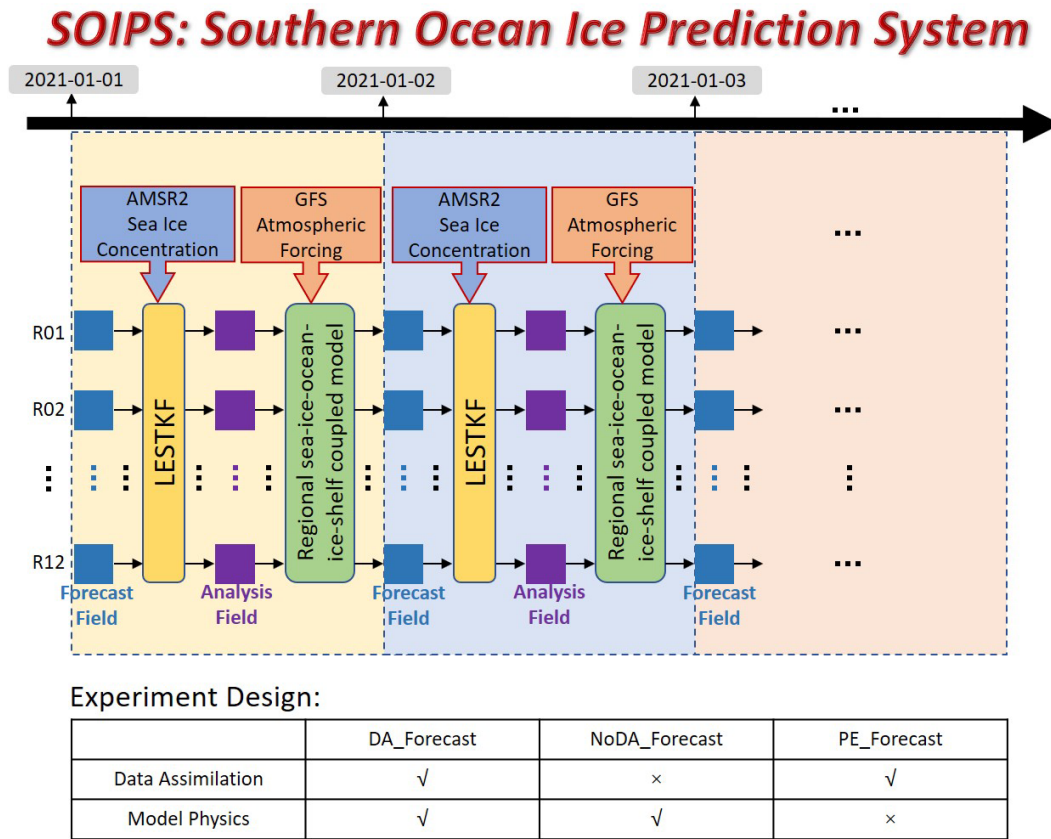 SOIPS: Southern Ocean Ice Prediction System
2021-01-01
2021-01-02
2021-01-03
...
AMSR2
Sea Ice
Concentration
GFS
Atmospheric
Forcing
AMSR2
Sea Ice
Concentration
GFS
Atmospheric
Forcing
...
R01
...
R02
...
R12
...
LESTKF
Regional sea-ice-ocean-
ice-shelf coupled model
LESTKF
Regional sea-ice-ocean-
ice-shelf coupled model
Forecast
Field
Analysis
Field
Forecast
Field
Analysis
Field
Forecast
Field
Experiment Design:
DA_Forecast NoDA_Forecast PE_Forecast
Data Assimilation √ × √
Model Physics √ √ ×